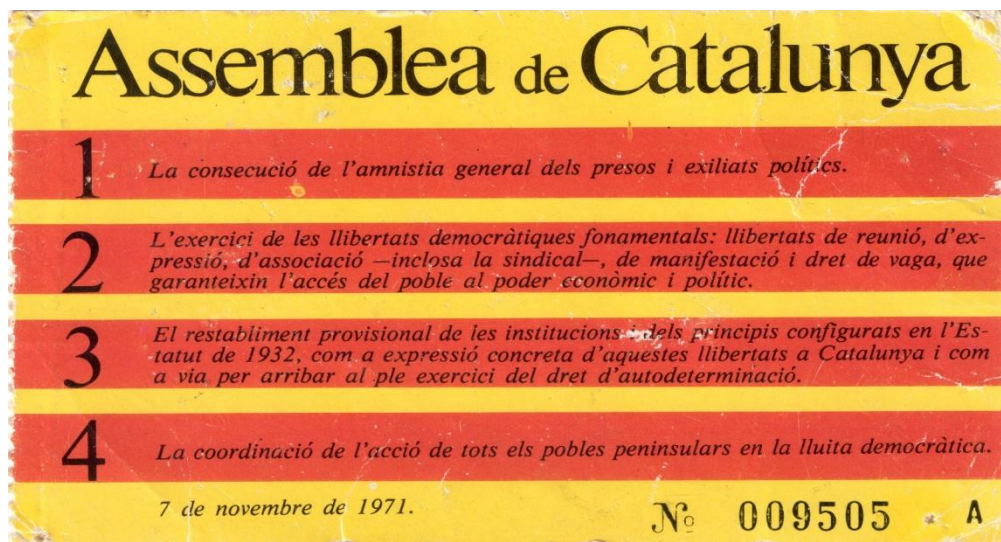 Assemblea de Catalunya
1
La consecució de l'amnistia general dels presos i exiliats polítics.
2
L'exercici de les llibertats democràtiques fonamentals: llibertats de reunió, d'ex-
pressió, d'associació —inclosa la sindical—, de manifestació i dret de vaga, que
garanteixin l'accés del poble al poder econòmic i polític.
3
El restabliment provisional de les institucions i dels principis configurats en l'Es-
tatut de 1932, com a expressió concreta d'aquestes llibertats a Catalunya i com
a via per arribar al ple exercici del dret d'autodeterminació.
4
La coordinació de l'acció de tots els pobles peninsulars en la lluita democràtica.
7 de novembre de 1971.
Nº 009505 A